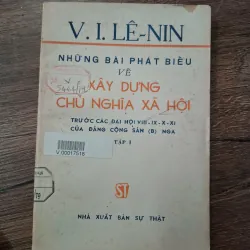 V. I. LÊ-NIN
NHỮNG BÀI PHÁT BIỂU
VỀ
XÂY DỰNG
CHỦ NGHĨA XÃ HỘI
TRƯỚC CÁC ĐẠI HỘI VIII-IX-X-XI
CỦA ĐẢNG CỘNG SẢN (B) NGA
TẬP I
V.00017516
ST
NHÀ XUẤT BẢN SỰ THẬT